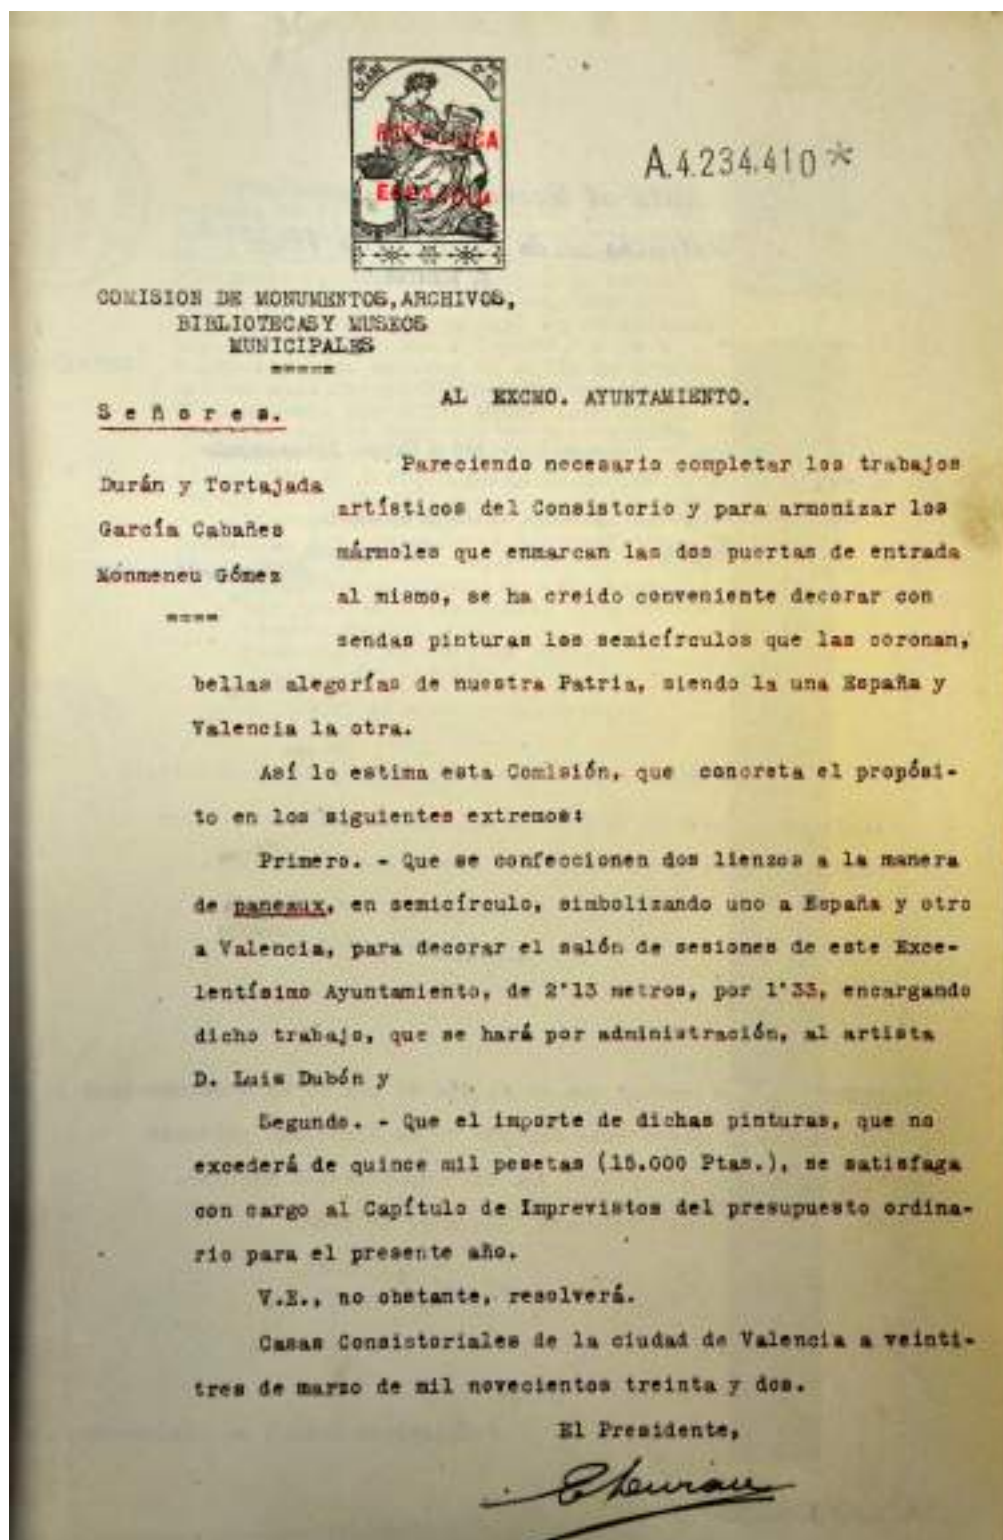 REPUBLICA
ESPAÑOLA
A.4.234.410*
COMISION DE MONUMENTOS, ARCHIVOS,
BIBLIOTECAS Y MUSEOS
MUNICIPALES
=====
AL EXCMO. AYUNTAMIENTO.
Señores.
Durán y Tortajada
García Cabañes
Monmeneu Gómez
====
Pareciendo necesario completar los trabajos
artísticos del Consistorio y para armonizar los
mármoles que enmarcan las dos puertas de entrada
al mismo, se ha creido conveniente decorar con
sendas pinturas los semicírculos que las coronan,
bellas alegorías de nuestra Patria, siendo la una España y
Valencia la otra.
Así lo estima esta Comisión, que concreta el propósi-
to en los siguientes extremos:
Primero. - Que se confeccionen dos lienzos a la manera
de paneaux, en semicírculo, simbolizando uno a España y otro
a Valencia, para decorar el salón de sesiones de este Exce-
lentísimo Ayuntamiento, de 2'13 metros, por 1'33, encargando
dicho trabajo, que se hará por administración, al artista
D. Luis Dubón y
Segundo. - Que el importe de dichas pinturas, que no
excederá de quince mil pesetas (15.000 Ptas.), se satisfaga
con cargo al Capítulo de Imprevistos del presupuesto ordina-
rio para el presente año.
V.E., no obstante, resolverá.
Casas Consistoriales de la ciudad de Valencia a veinti-
tres de marzo de mil novecientos treinta y dos.
El Presidente,